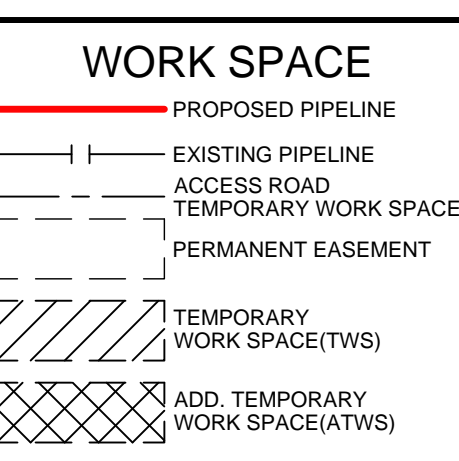 WORK SPACE
PROPOSED PIPELINE
EXISTING PIPELINE
ACCESS ROAD
TEMPORARY WORK SPACE
PERMANENT EASEMENT
TEMPORARY
WORK SPACE(TWS)
ADD. TEMPORARY
WORK SPACE(ATWS)